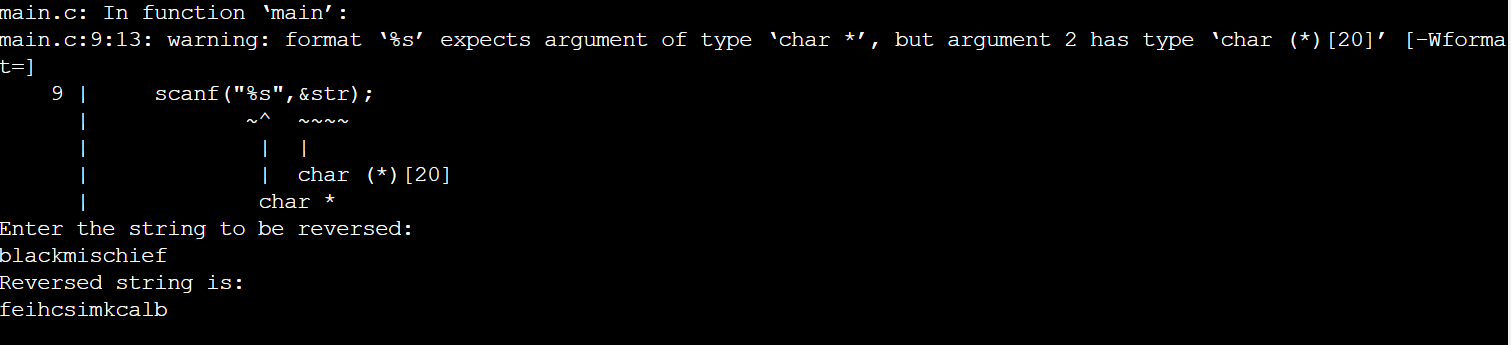 main.c: In function ‘main’:
main.c:9:13: warning: format ‘%s’ expects argument of type ‘char *’, but argument 2 has type ‘char (*)[20]’ [-Wforma
t=]
    9 |     scanf("%s",&str);
      |            ~^  ~~~~
      |             |  |
      |             |  char (*)[20]
      |             char *
Enter the string to be reversed:
blackmischief
Reversed string is:
feihcsimkcalb